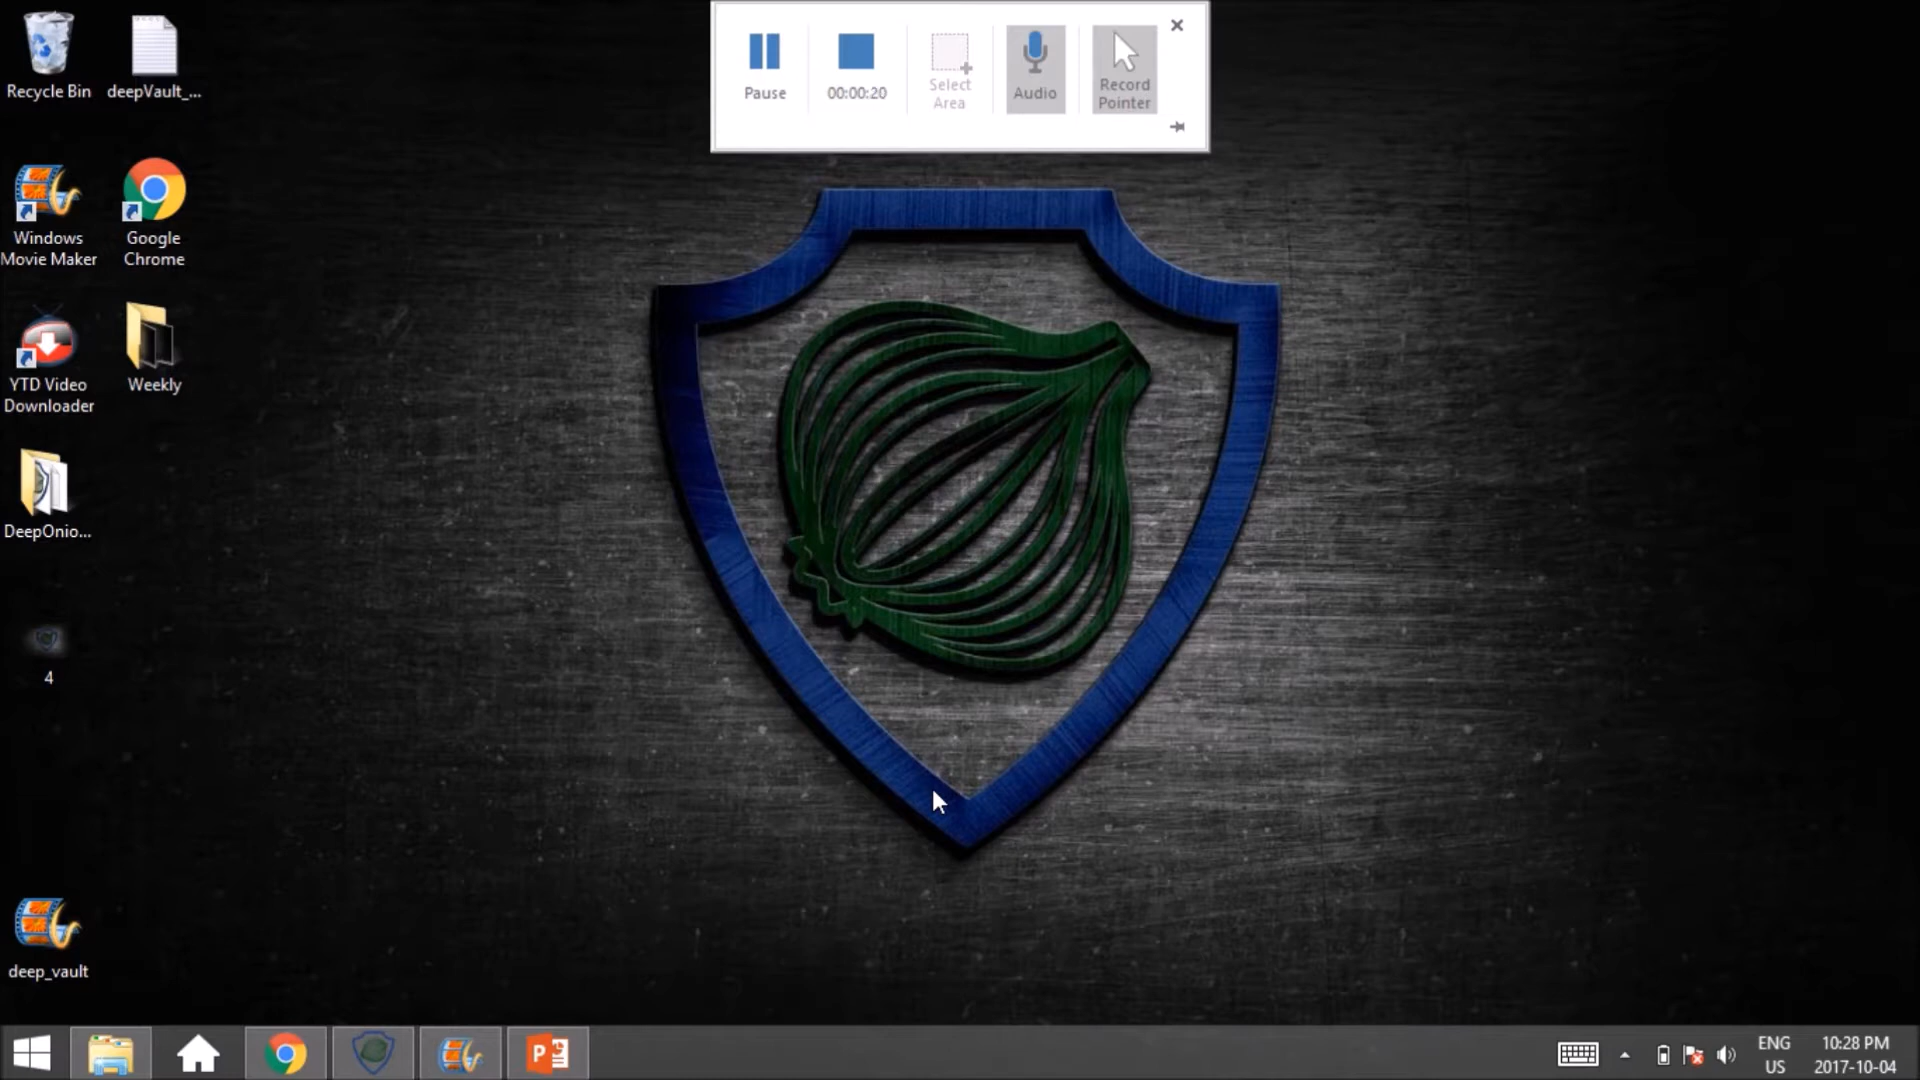 Recycle Bin
deepVault_...
Windows
Movie Maker
Google
Chrome
YTD Video
Downloader
Weekly
DeepOnio...
4
deep_vault
Pause
00:00:20
Select
Area
Audio
Record
Pointer
ENG
US
10:28 PM
2017-10-04